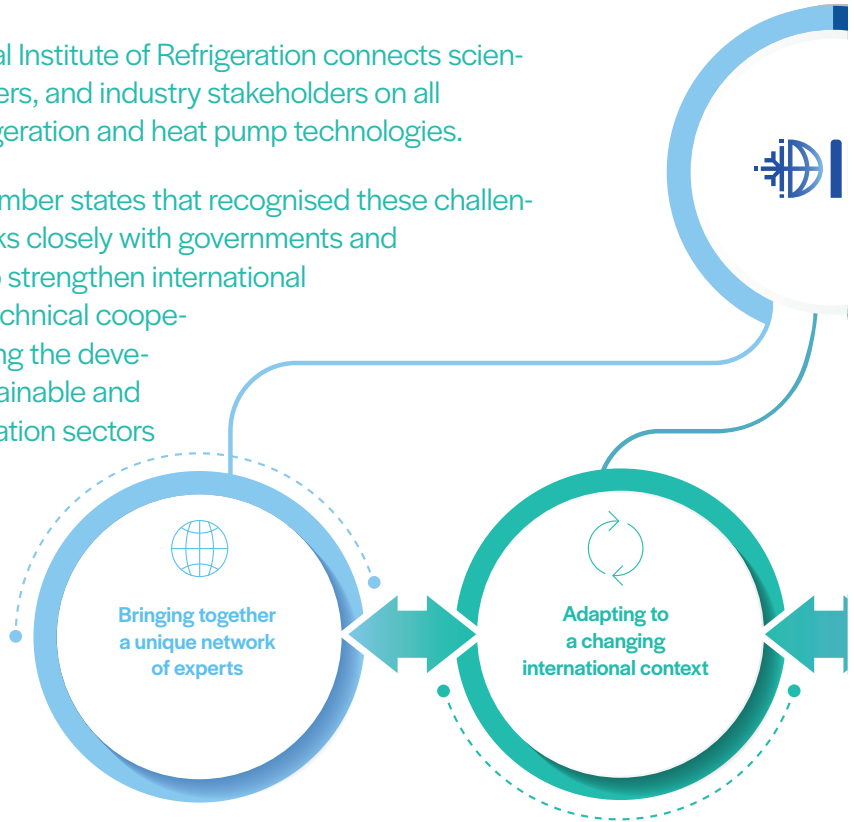 al Institute of Refrigeration connects scien-
ers, and industry stakeholders on all
geration and heat pump technologies.
mber states that recognised these challen-
ks closely with governments and
o strengthen international
echnical coope-
ng the deve-
ainable and
ation sectors
Bringing together
a unique network
of experts
Adapting to
a changing
international context